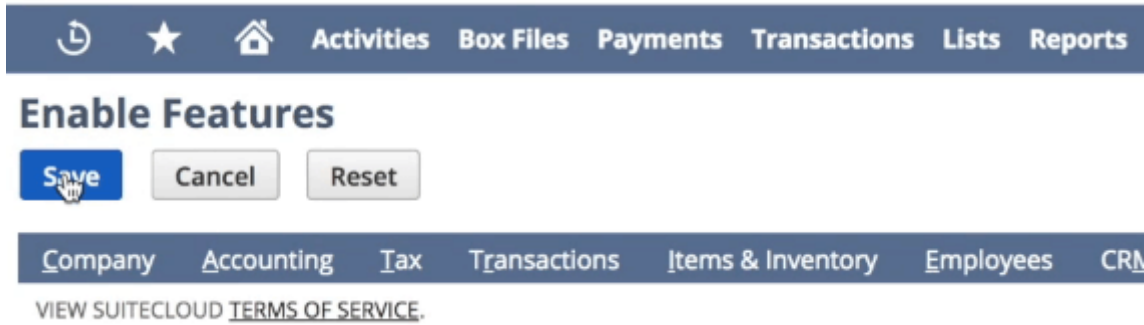 Activities Box Files Payments Transactions Lists Reports
Enable Features
Save Cancel Reset
Company Accounting Tax Transactions Items & Inventory Employees CRM
VIEW SUITECLOUD TERMS OF SERVICE.